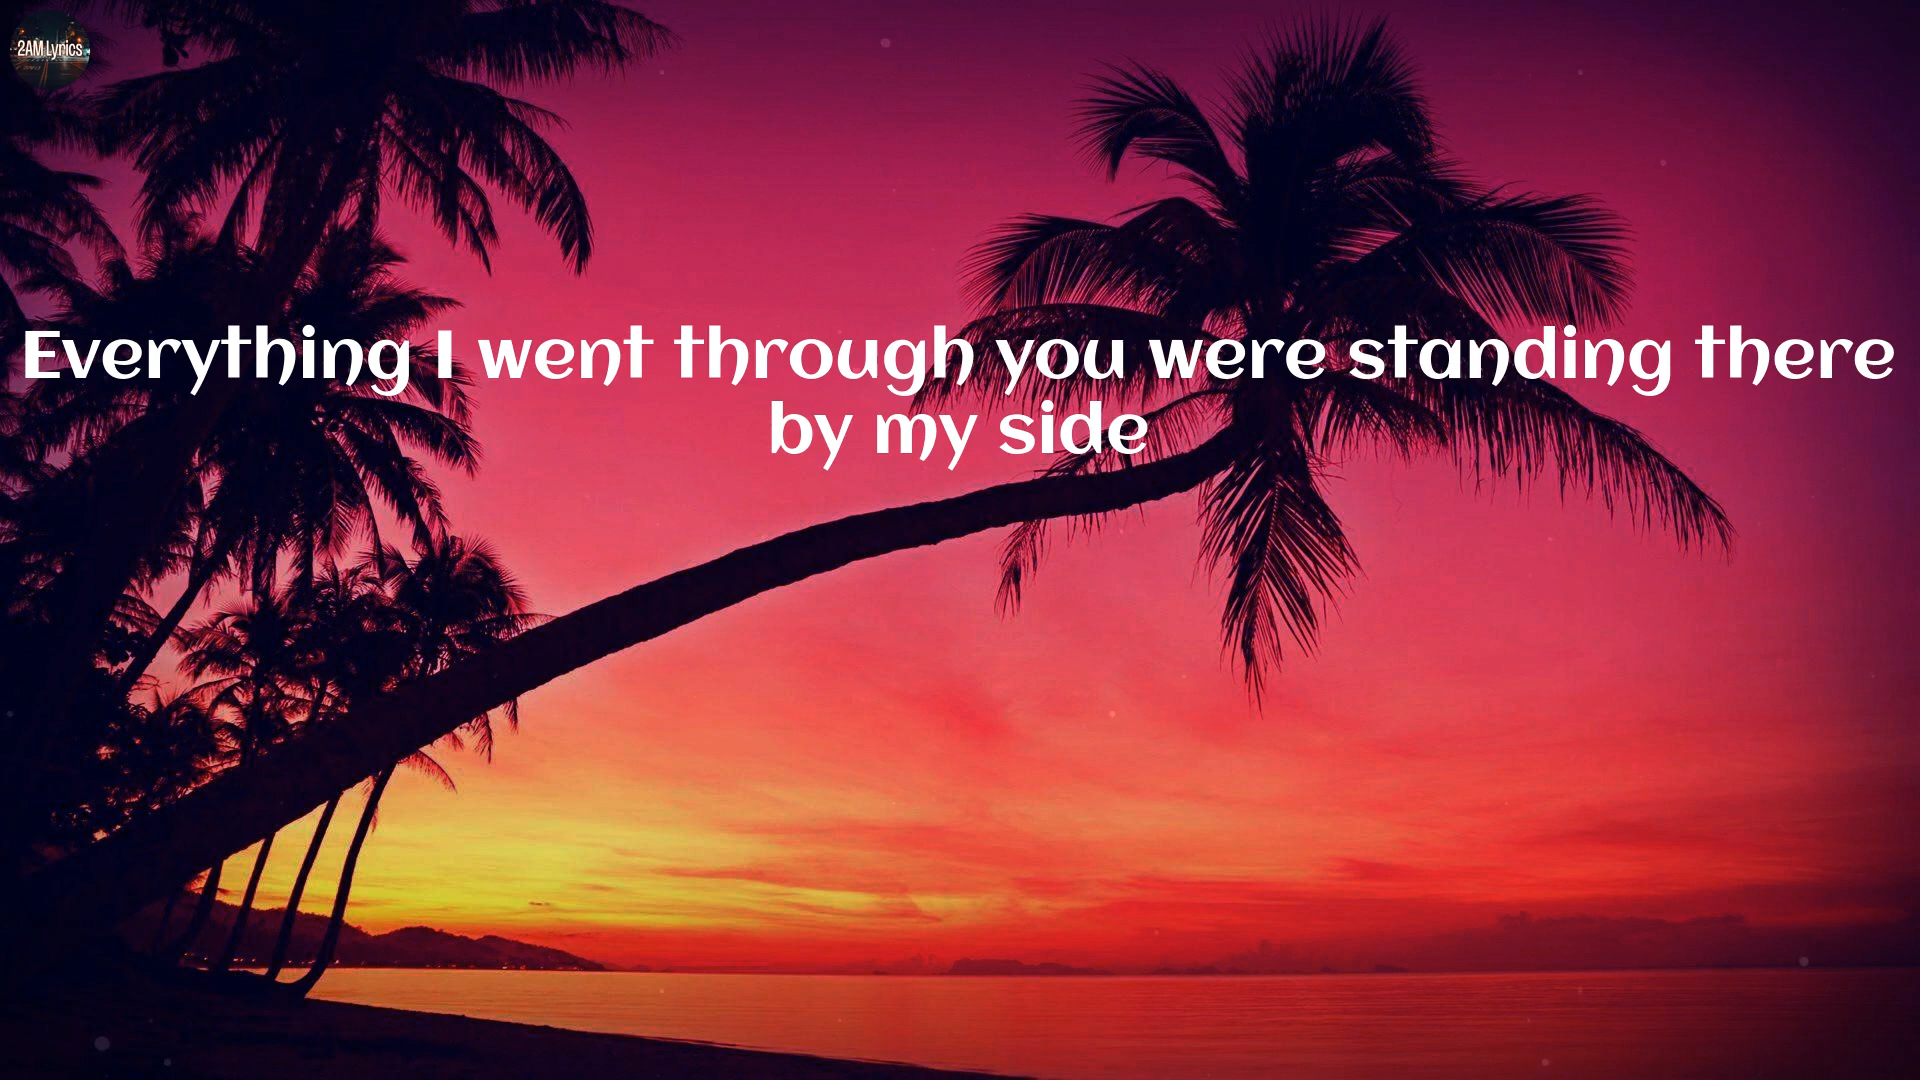 2AM Lyrics
Everything I went through you were standing there
by my side